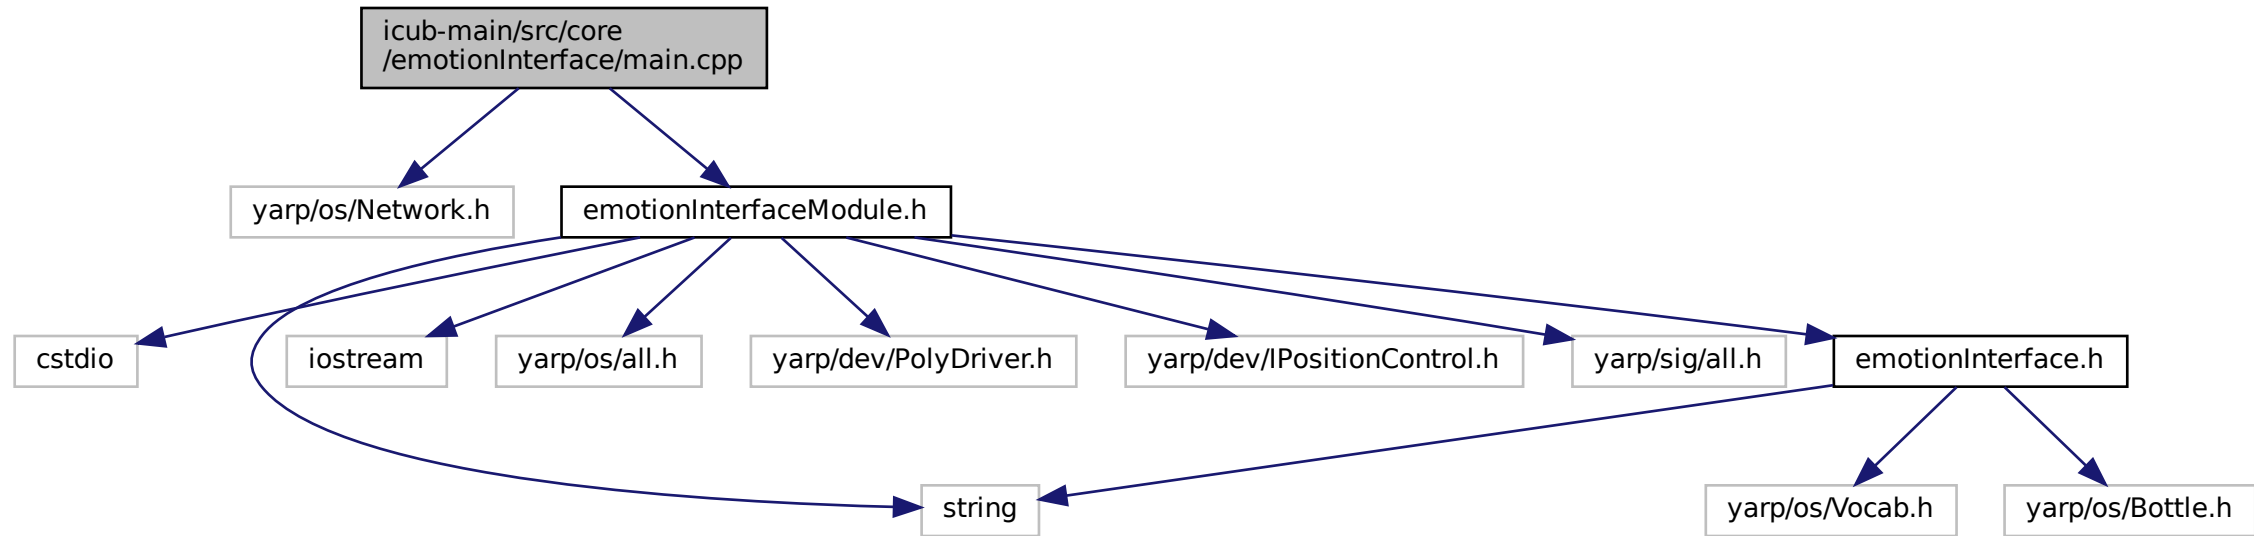 icub-main/src/core
/emotionInterface/main.cpp
yarp/os/Network.h
emotionInterfaceModule.h
cstdio
iostream
yarp/os/all.h
yarp/dev/PolyDriver.h
yarp/dev/IPositionControl.h
yarp/sig/all.h
emotionInterface.h
string
yarp/os/Vocab.h
yarp/os/Bottle.h